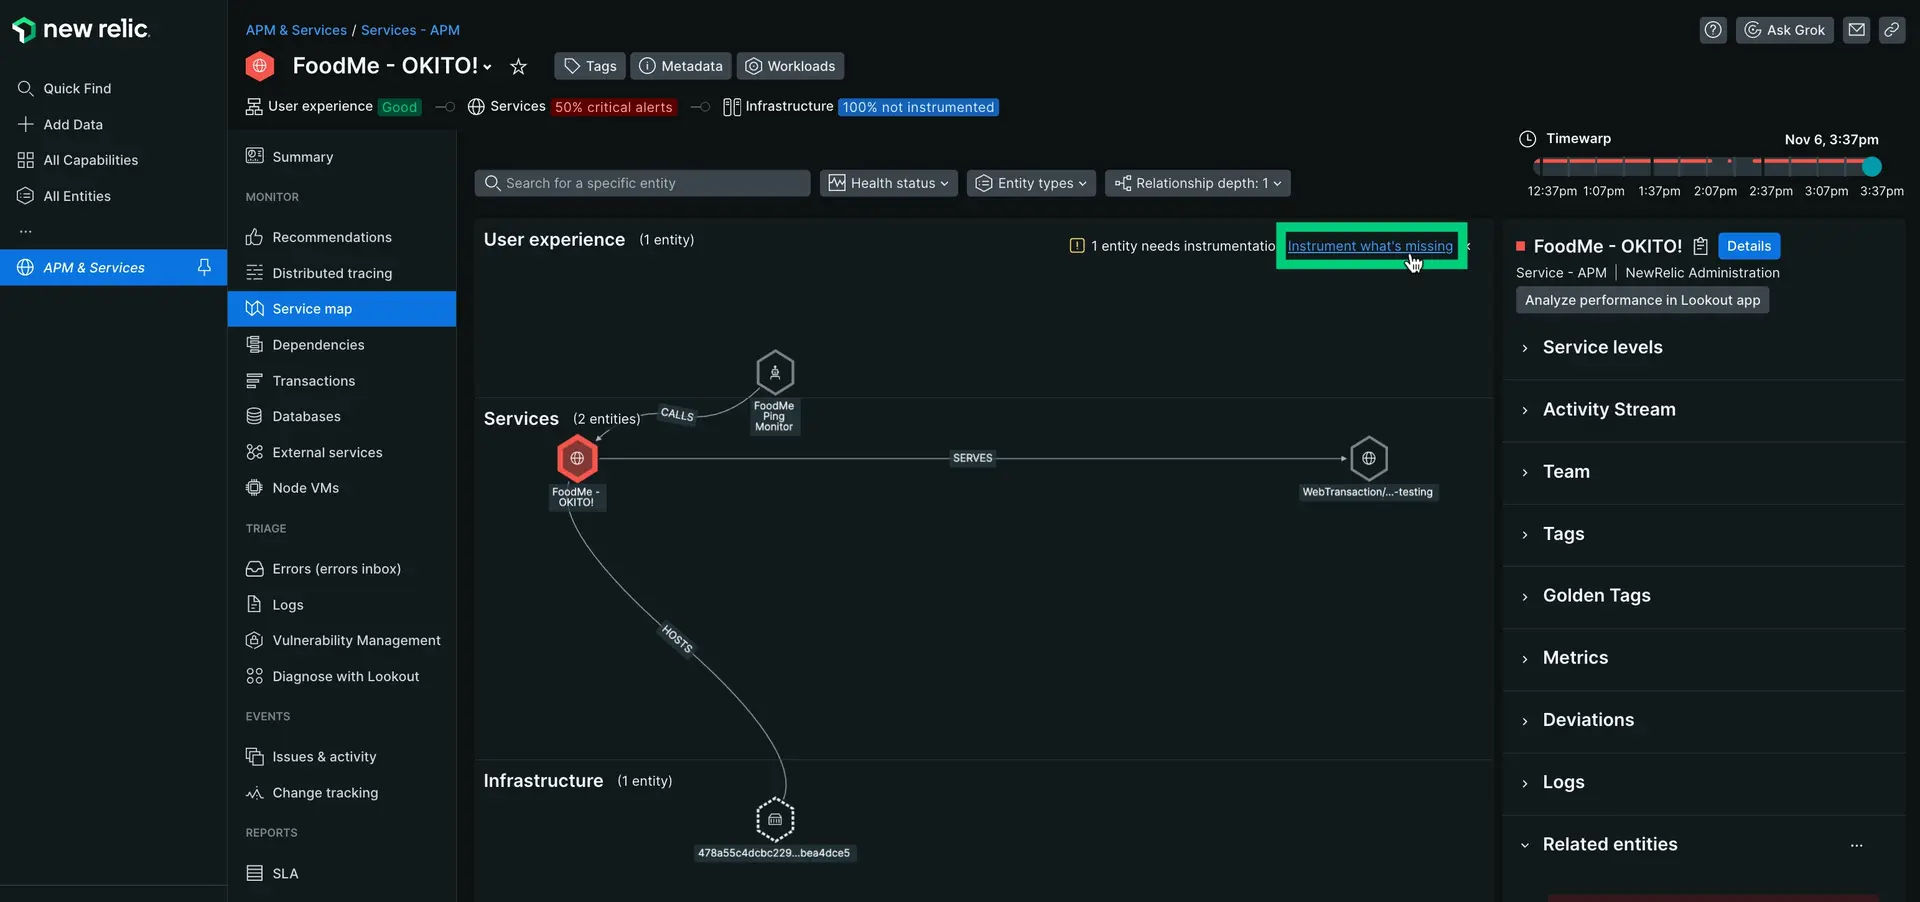 new relic.
Quick Find
Add Data
All Capabilities
All Entities
...
APM & Services
APM & Services / Services - APM
FoodMe - OKITO!
Tags
Metadata
Workloads
Ask Grok
User experience Good
Services 50% critical alerts
Infrastructure 100% not instrumented
Summary
MONITOR
Recommendations
Distributed tracing
Service map
Dependencies
Transactions
Databases
External services
Node VMs
TRIAGE
Errors (errors inbox)
Logs
Vulnerability Management
Diagnose with Lookout
EVENTS
Issues & activity
Change tracking
REPORTS
SLA
Search for a specific entity
Health status
Entity types
Relationship depth: 1
Timewarp
Nov 6, 3:37pm
12:37pm 1:07pm 1:37pm 2:07pm 2:37pm 3:07pm 3:37pm
User experience (1 entity)
1 entity needs instrumentatio
Instrument what's missing
FoodMe
Ping
Monitor
Services (2 entities)
CALLS
FoodMe -
OKITO!
SERVES
WebTransaction/...-testing
HOSTS
Infrastructure (1 entity)
478a55c4dcbc229...bea4dce5
FoodMe - OKITO!
Details
Service - APM | NewRelic Administration
Analyze performance in Lookout app
Service levels
Activity Stream
Team
Tags
Golden Tags
Metrics
Deviations
Logs
Related entities
...